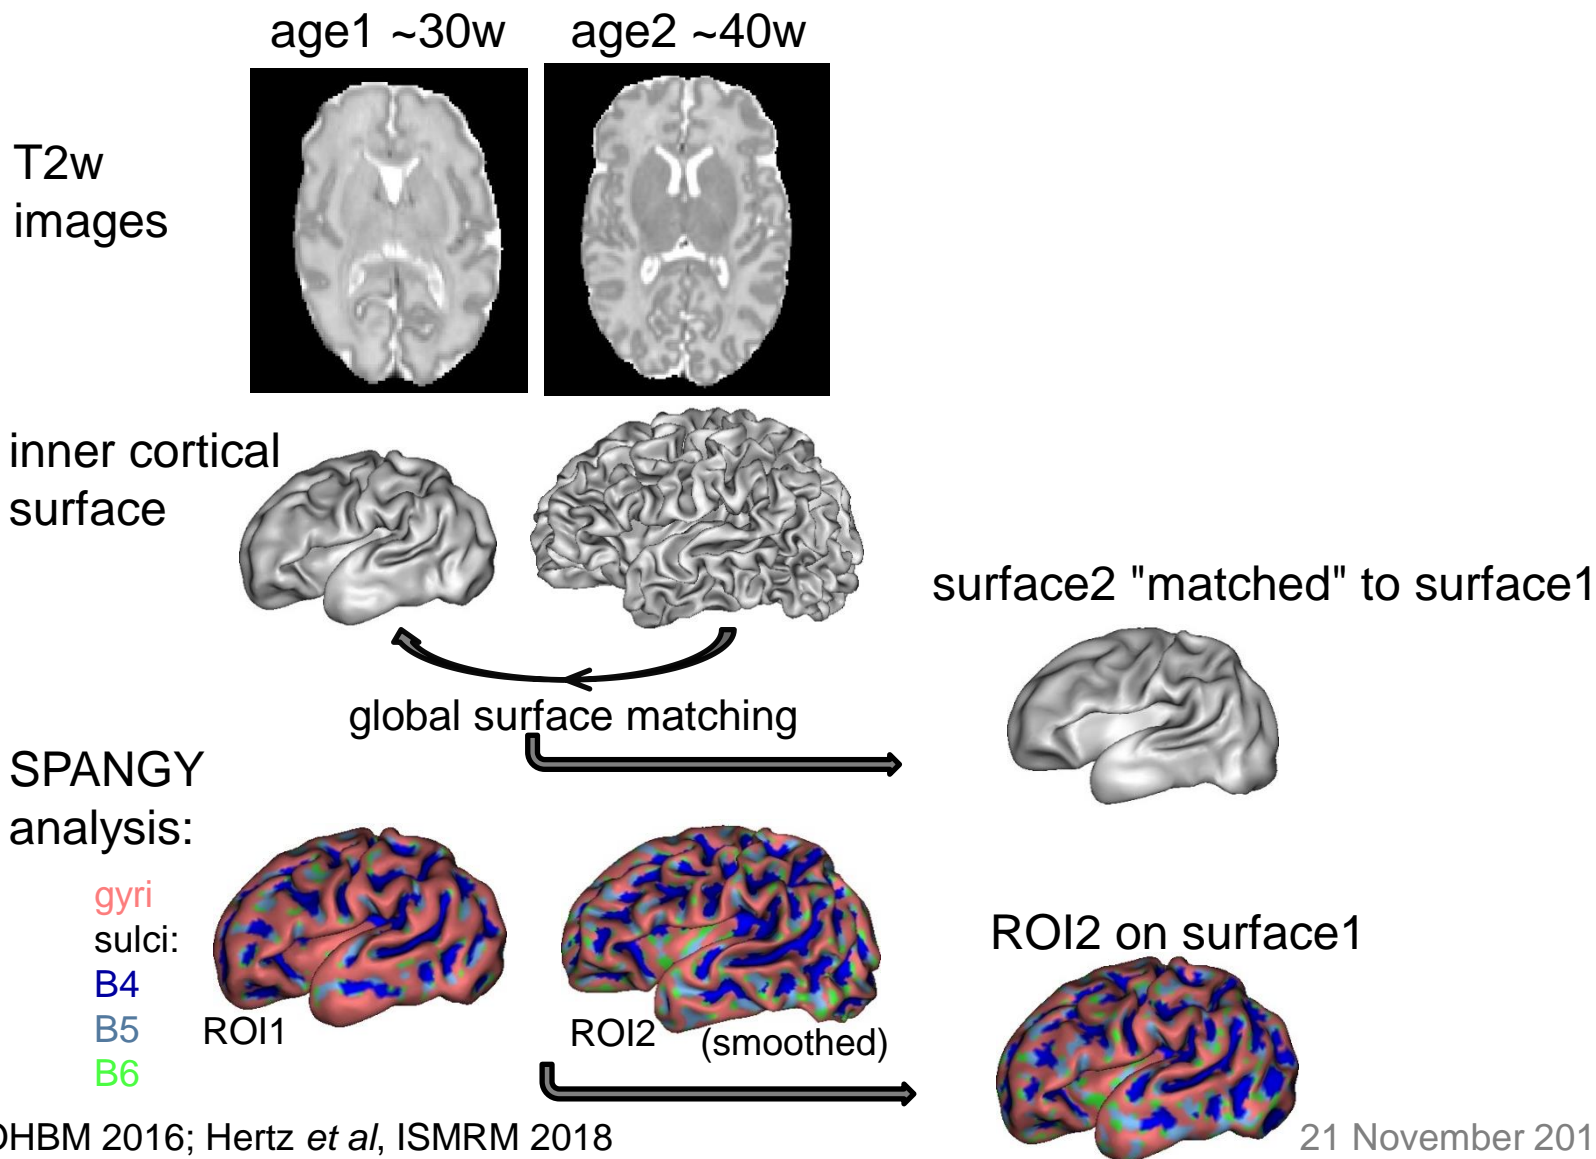 age1 ~30w
age2 ~40w
T2w
images
inner cortical
surface
surface2 "matched" to surface1
global surface matching
SPANGY
analysis:
gyri
sulci:
B4
B5
B6
ROI1
ROI2
(smoothed)
ROI2 on surface1
OHBM 2016; Hertz et al, ISMRM 2018
21 November 201